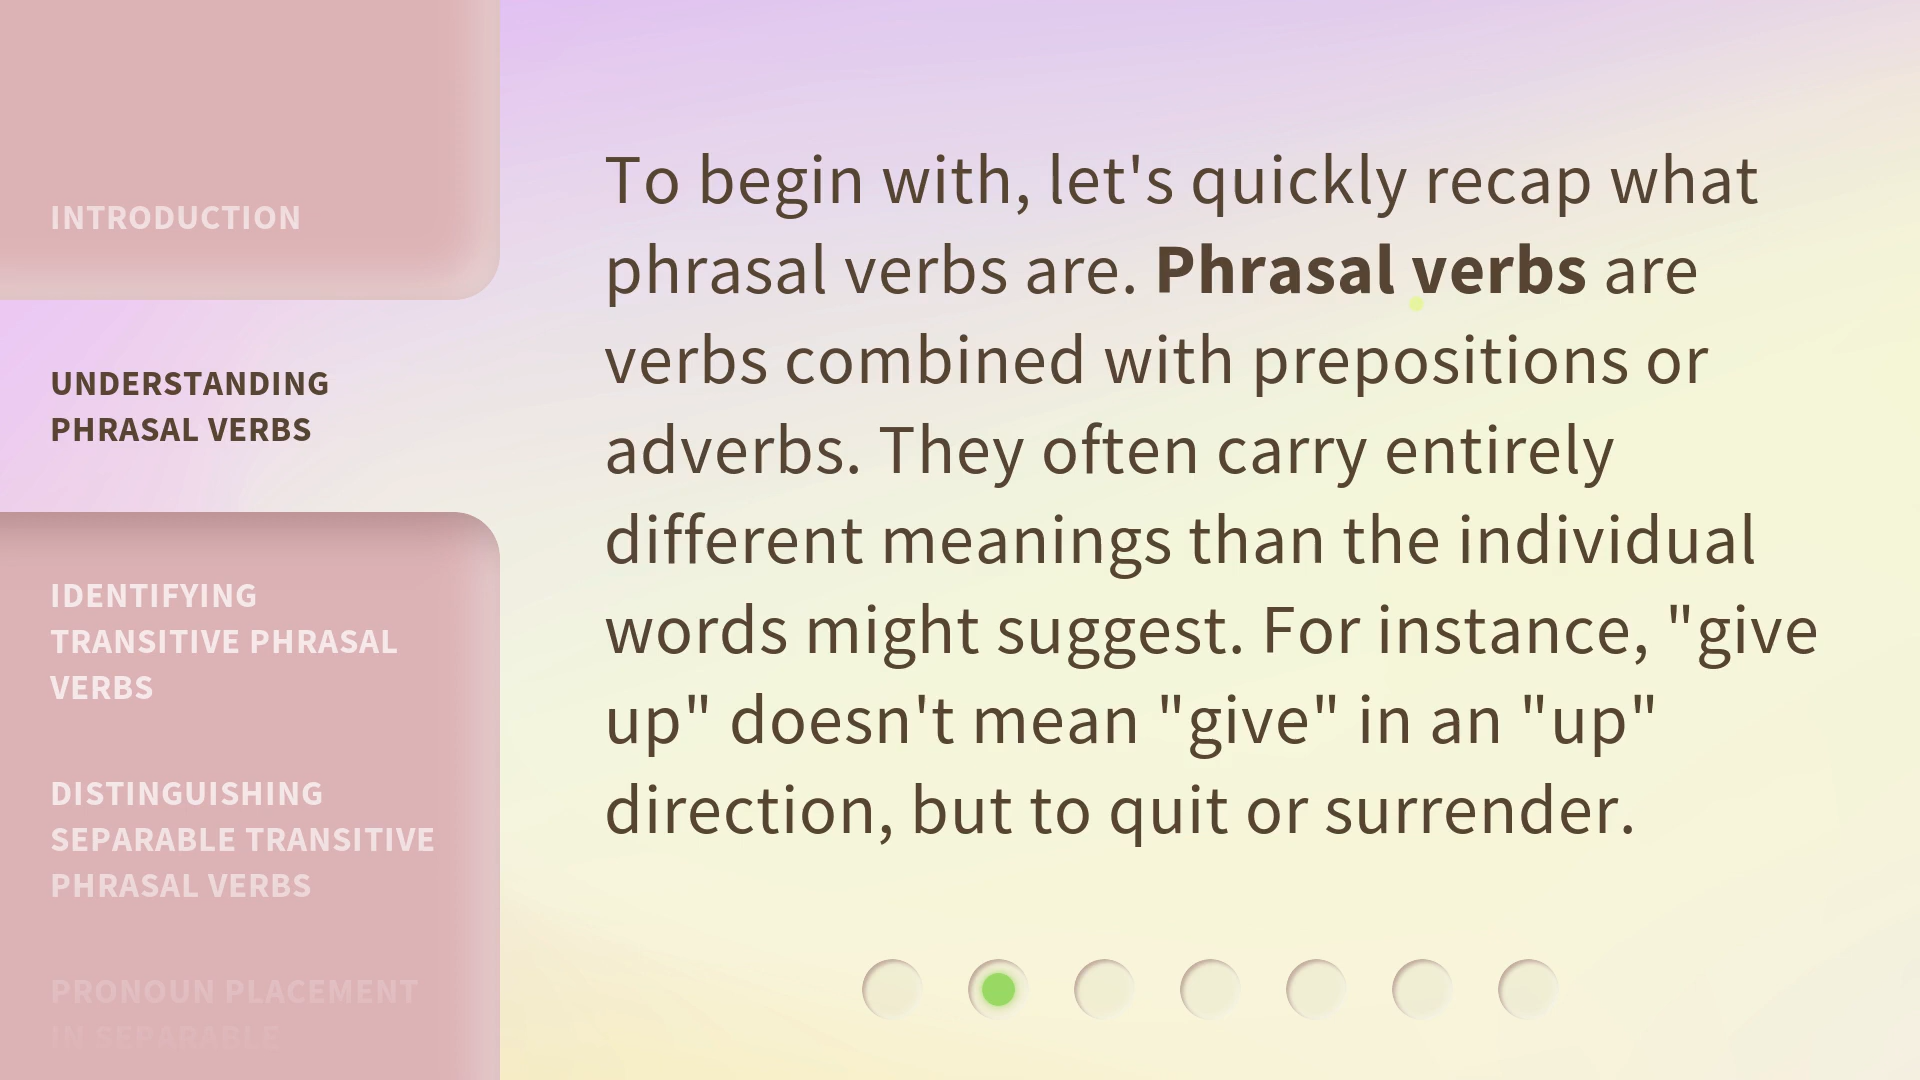 INTRODUCTION
UNDERSTANDING
PHRASAL VERBS
IDENTIFYING
TRANSITIVE PHRASAL
VERBS
DISTINGUISHING
SEPARABLE TRANSITIVE
PHRASAL VERBS
PRONOUN PLACEMENT
IN SEPARABLE
To begin with, let's quickly recap what
phrasal verbs are. Phrasal verbs are
verbs combined with prepositions or
adverbs. They often carry entirely
different meanings than the individual
words might suggest. For instance, "give
up" doesn't mean "give" in an "up"
direction, but to quit or surrender.